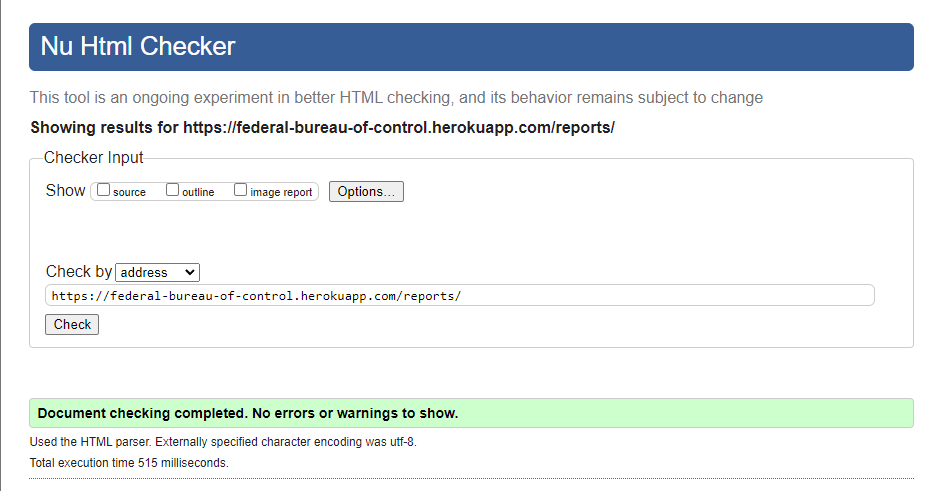 Nu Html Checker
This tool is an ongoing experiment in better HTML checking, and its behavior remains subject to change
Showing results for https://federal-bureau-of-control.herokuapp.com/reports/
Checker Input
Show source outline image report Options...
Check by address
https://federal-bureau-of-control.herokuapp.com/reports/
Check
Document checking completed. No errors or warnings to show.
Used the HTML parser. Externally specified character encoding was utf-8.
Total execution time 515 milliseconds.